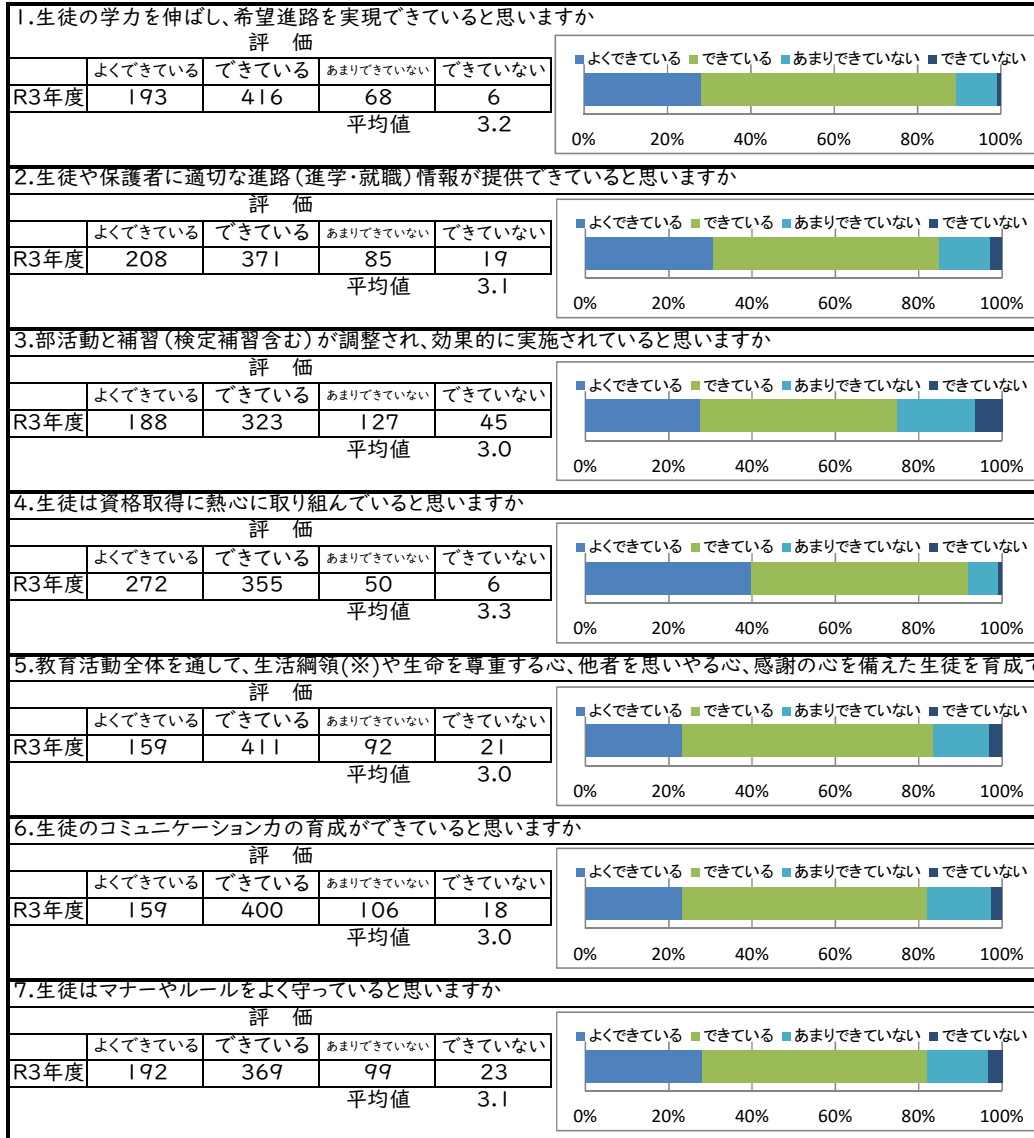 1.生徒の学力を伸ばし、希望進路を実現できていると思いますか
評 価
よくできている できている あまりできていない できていない
R3年度 193 416 68 6
平均値 3.2
よくできている できている あまりできていない できていない
0% 20% 40% 60% 80% 100%
2.生徒や保護者に適切な進路(進学・就職)情報が提供できていると思いますか
評 価
よくできている できている あまりできていない できていない
R3年度 208 371 85 19
平均値 3.1
よくできている できている あまりできていない できていない
0% 20% 40% 60% 80% 100%
3.部活動と補習(検定補習含む)が調整され、効果的に実施されていると思いますか
評 価
よくできている できている あまりできていない できていない
R3年度 188 323 127 45
平均値 3.0
よくできている できている あまりできていない できていない
0% 20% 40% 60% 80% 100%
4.生徒は資格取得に熱心に取り組んでいると思いますか
評 価
よくできている できている あまりできていない できていない
R3年度 272 355 50 6
平均値 3.3
よくできている できている あまりできていない できていない
0% 20% 40% 60% 80% 100%
5.教育活動全体を通して、生活綱領(※)や生命を尊重する心、他者を思いやる心、感謝の心を備えた生徒を育成で
評 価
よくできている できている あまりできていない できていない
R3年度 159 411 92 21
平均値 3.0
よくできている できている あまりできていない できていない
0% 20% 40% 60% 80% 100%
6.生徒のコミュニケーション力の育成ができていると思いますか
評 価
よくできている できている あまりできていない できていない
R3年度 159 400 106 18
平均値 3.0
よくできている できている あまりできていない できていない
0% 20% 40% 60% 80% 100%
7.生徒はマナーやルールをよく守っていると思いますか
評 価
よくできている できている あまりできていない できていない
R3年度 192 369 99 23
平均値 3.1
よくできている できている あまりできていない できていない
0% 20% 40% 60% 80% 100%